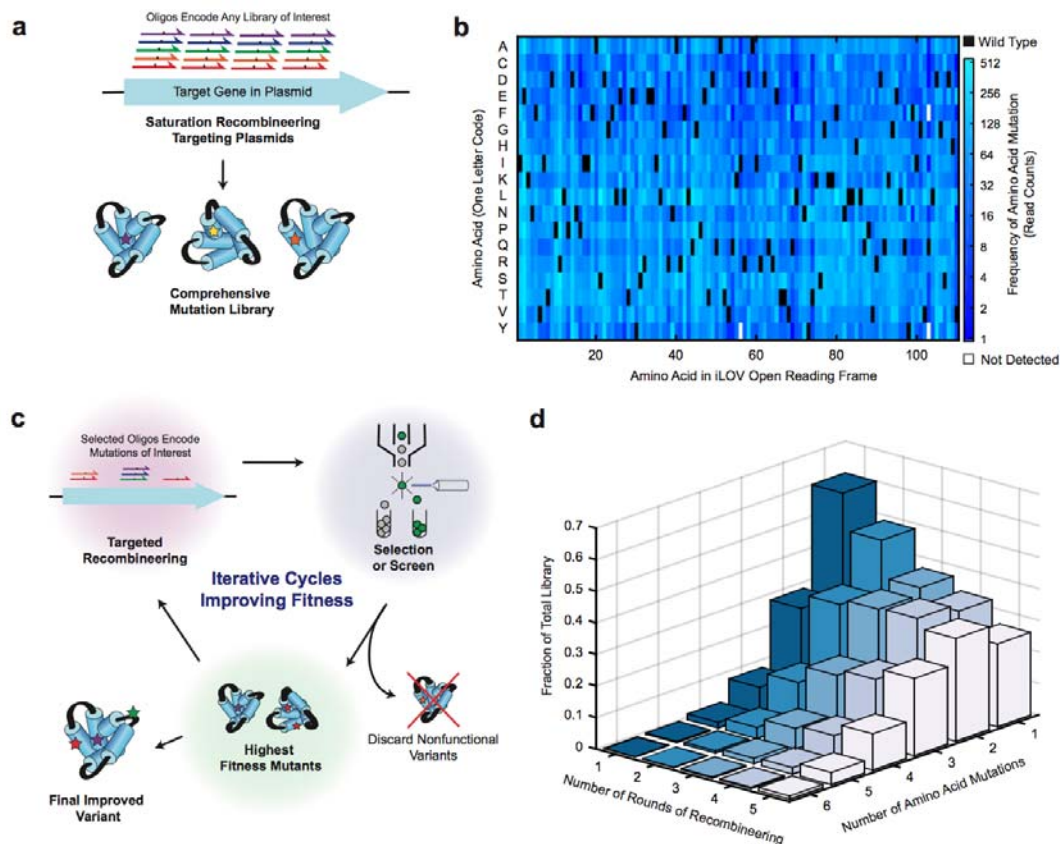 a
Oligos Encode Any Library of Interest
Target Gene in Plasmid
Saturation Recombineering
Targeting Plasmids
Comprehensive
Mutation Library
b
Amino Acid (One Letter Code)
A
C
D
E
F
G
H
I
K
L
N
P
Q
R
S
T
V
Y
20 40 60 80 100
Amino Acid in iLOV Open Reading Frame
Wild Type
512
256
128
64
32
16
8
4
2
1
Frequency of Amino Acid Mutation
(Read Counts)
Not Detected
c
Selected Oligos Encode
Mutations of Interest
Targeted
Recombineering
Selection
or Screen
Iterative Cycles
Improving Fitness
Highest
Fitness Mutants
Discard Nonfunctional
Variants
Final Improved
Variant
d
Fraction of Total Library
0.7
0.6
0.5
0.4
0.3
0.2
0.1
0
1 2 3 4 5
Number of Rounds of Recombineering
6 5 4 3 2 1
Number of Amino Acid Mutations